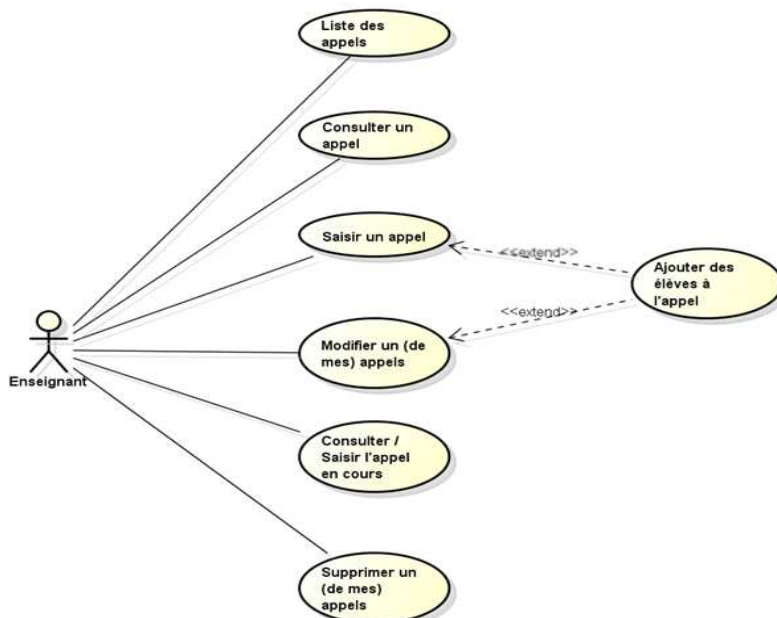 Liste des
appels
Consulter un
appel
Saisir un appel
<<extend>>
Ajouter des
élèves à
l'appel
<<extend>>
Modifier un (de
mes) appels
Enseignant
Consulter /
Saisir l'appel
en cours
Supprimer un
(de mes)
appels